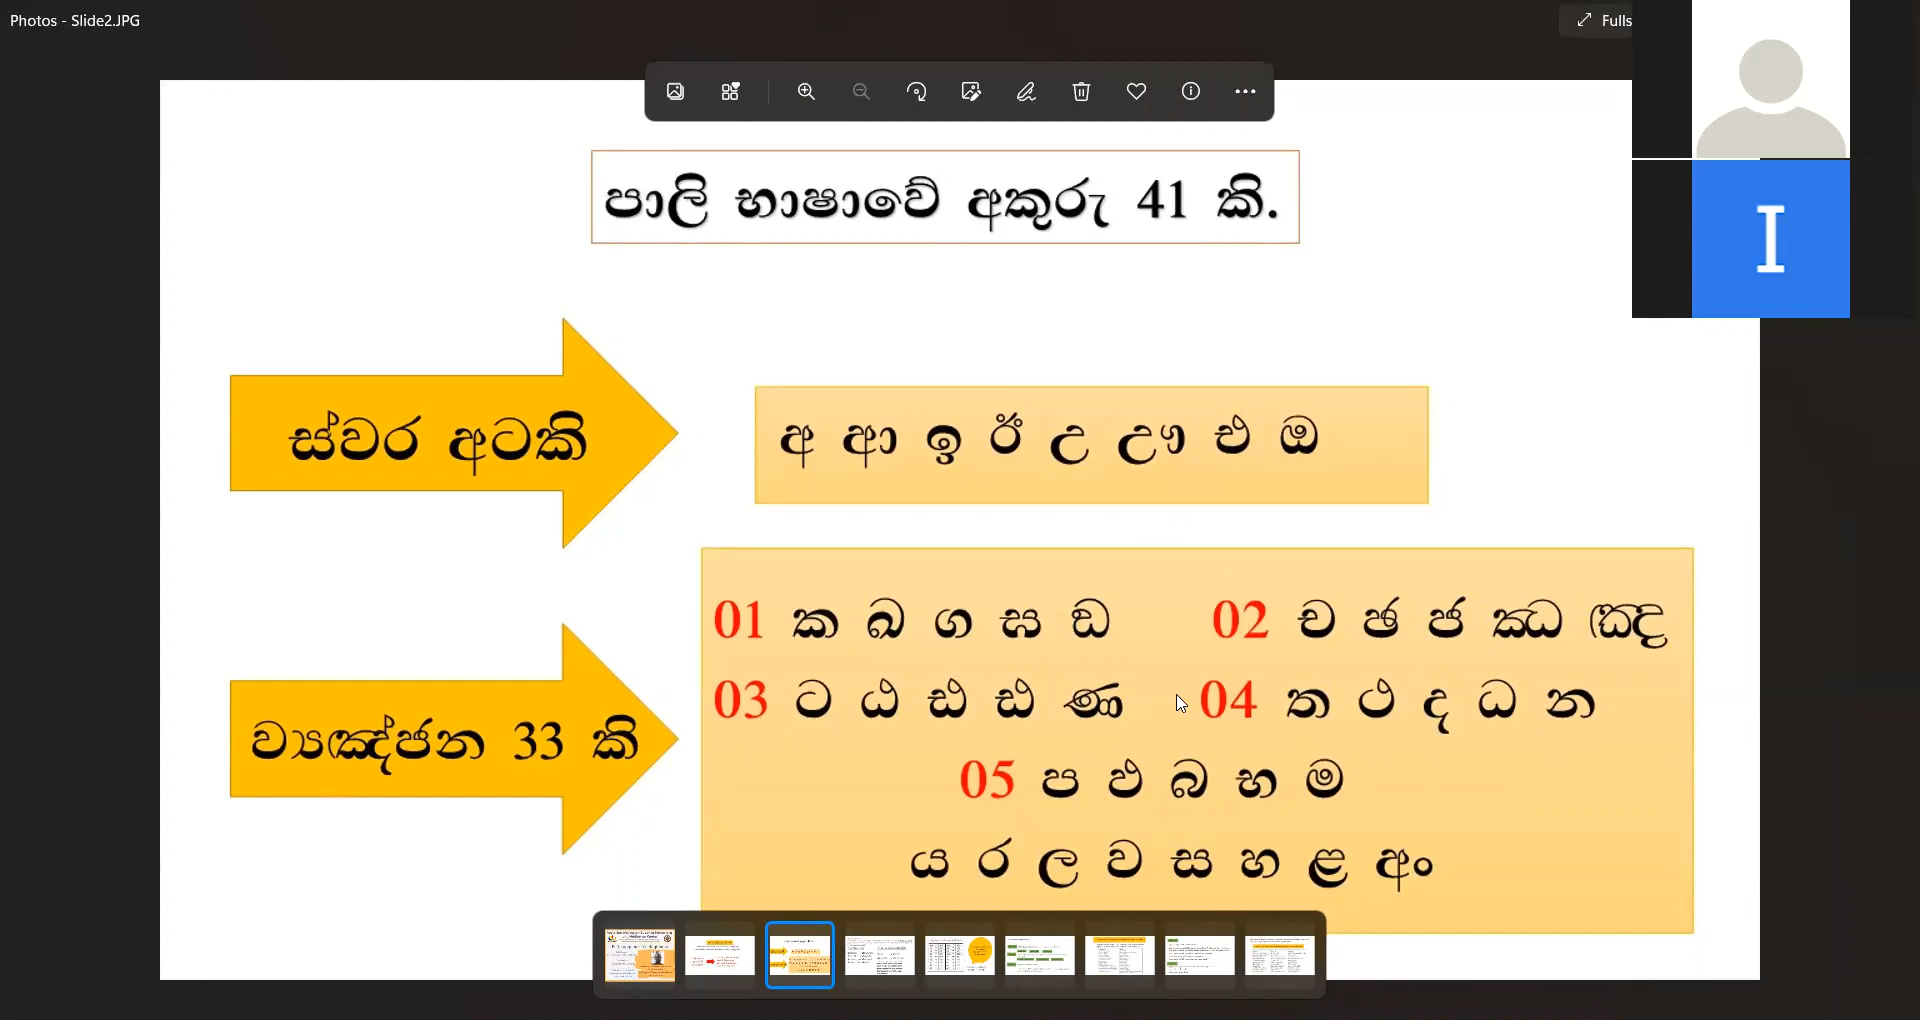 Photos - Slide2.JPG
Fulls
පාලි භාෂාවේ අකුරු 41 කි.
I
ස්වර අටකි
අ ආ ඉ ඊ උ ඌ එ ඔ
ව්‍යඤ්ජන 33 කි
01 ක ඛ ග ඝ ඞ 02 ච ඡ ජ ඣ ඤ
03 ට ඨ ඩ ඪ ණ 04 ත ථ ද ධ න
05 ප ඵ බ භ ම
ය ර ල ව ස හ ළ අං